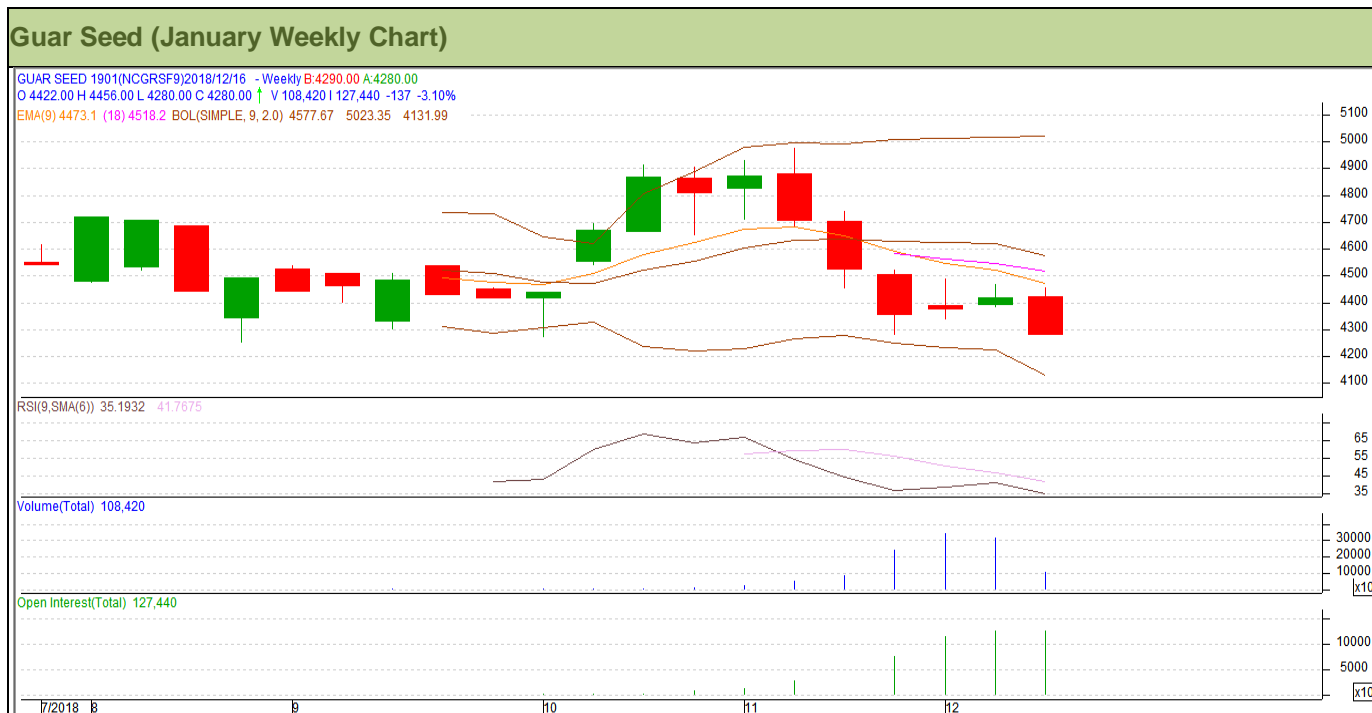 Guar Seed (January Weekly Chart)
GUAR SEED 1901(NCGRSF9)2018/12/16 - Weekly B:4290.00 A:4280.00
O 4422.00 H 4456.00 L 4280.00 C 4280.00 ↑ V 108,420 I 127,440 -137 -3.10%
EMA(9) 4473.1 (18) 4518.2 BOL(SIMPLE, 9, 2.0) 4577.67 5023.35 4131.99
5100
5000
4900
4800
4700
4600
4500
4400
4300
4200
4100
RSI(9,SMA(6)) 35.1932 41.7675
65
55
45
35
Volume(Total) 108,420
30000
20000
10000
x10
Open Interest(Total) 127,440
10000
5000
x10
7/2018 8 9 10 11 12